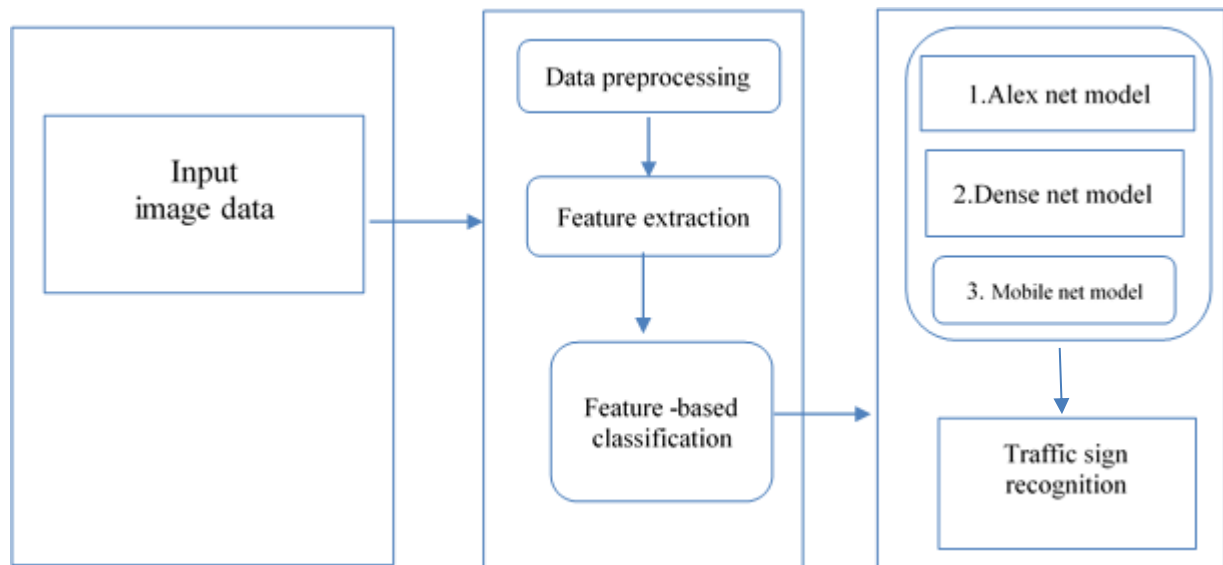 Input
image data
Data preprocessing
Feature extraction
Feature -based
classification
1.Alex net model
2.Dense net model
3. Mobile net model
Traffic sign
recognition